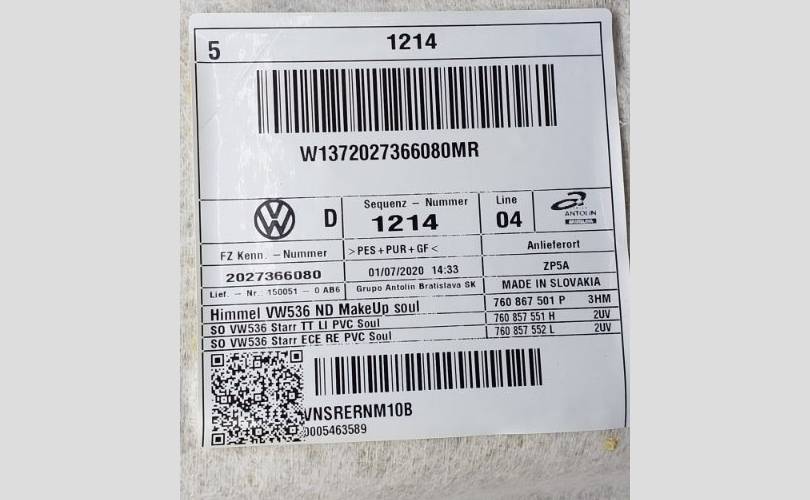 5 1214
W1372027366080MR
D Sequenz - Nummer 1214 Line 04 ANTOLIN
FZ Kenn. - Nummer >PES+PUR+GF< Anlieferort
2027366080 01/07/2020 14:33 ZP5A
Lief. - Nr.: 150051 - 0 AB6 Grupo Antolin Bratislava SK MADE IN SLOVAKIA
Himmel VW536 ND MakeUp soul 760 867 501 P 3HM
SO VW536 Starr TT LI PVC Soul 760 857 551 H 2UV
SO VW536 Starr ECE RE PVC Soul 760 857 552 L 2UV
VNSRERNM10B
0005463589